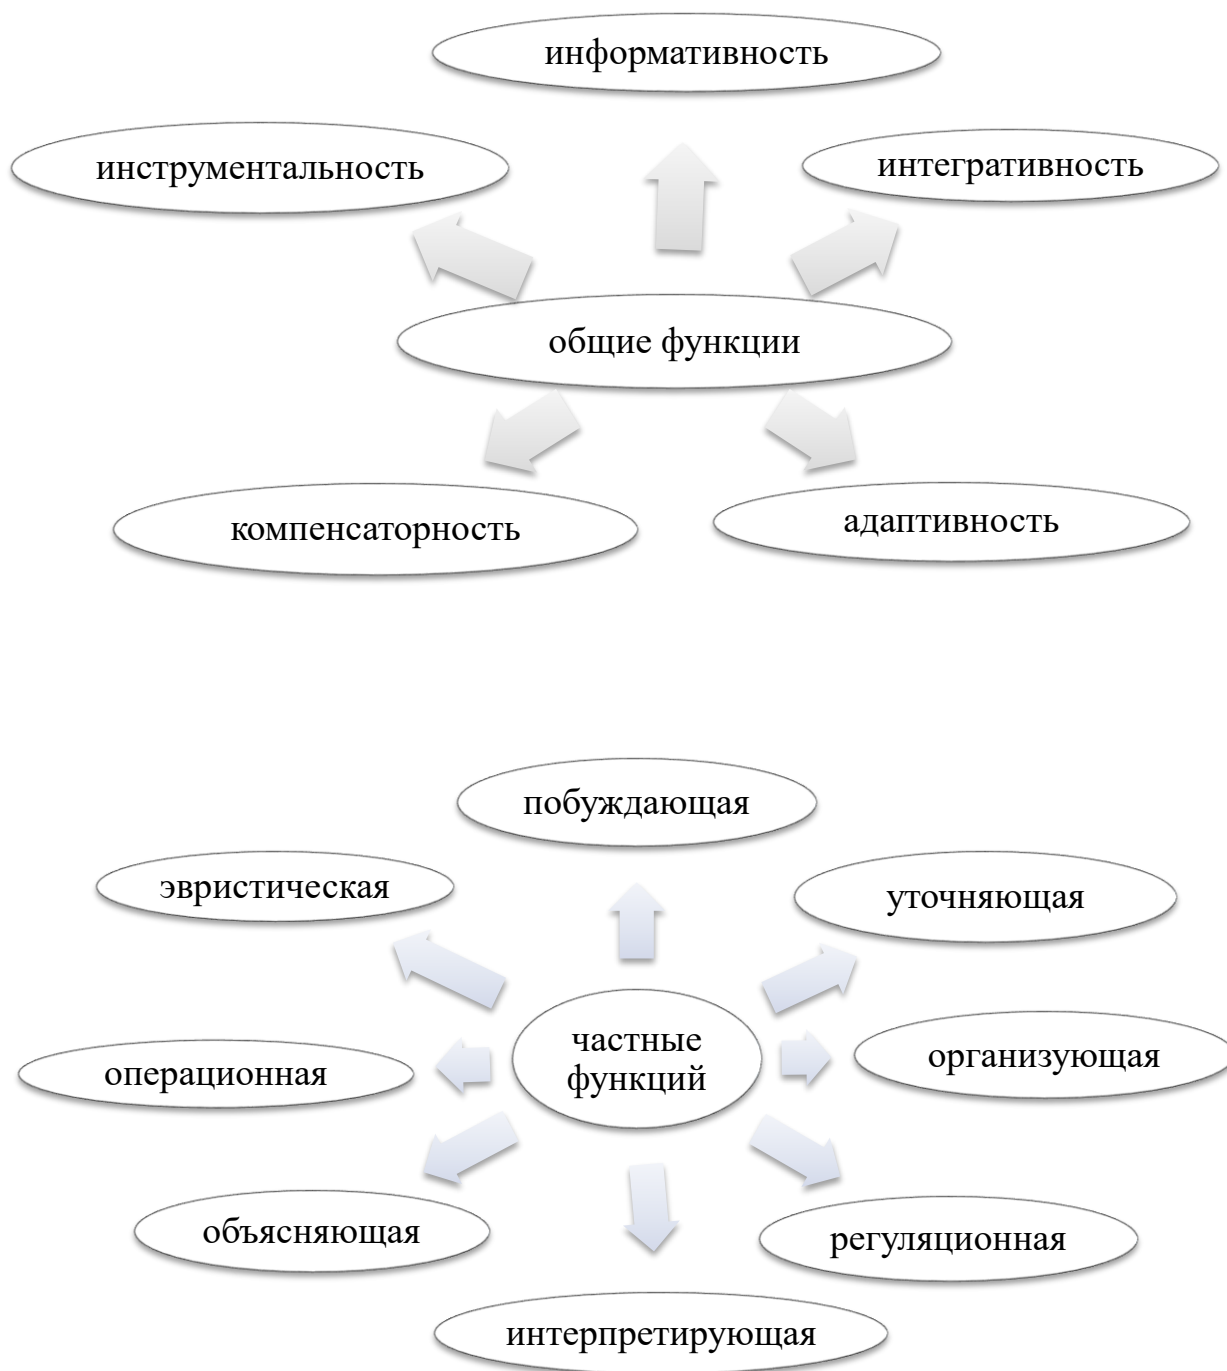 информативность
инструментальность
интегративность
общие функции
компенсаторность
адаптивность
побуждающая
эвристическая
уточняющая
частные
функций
операционная
организующая
объясняющая
регуляционная
интерпретирующая